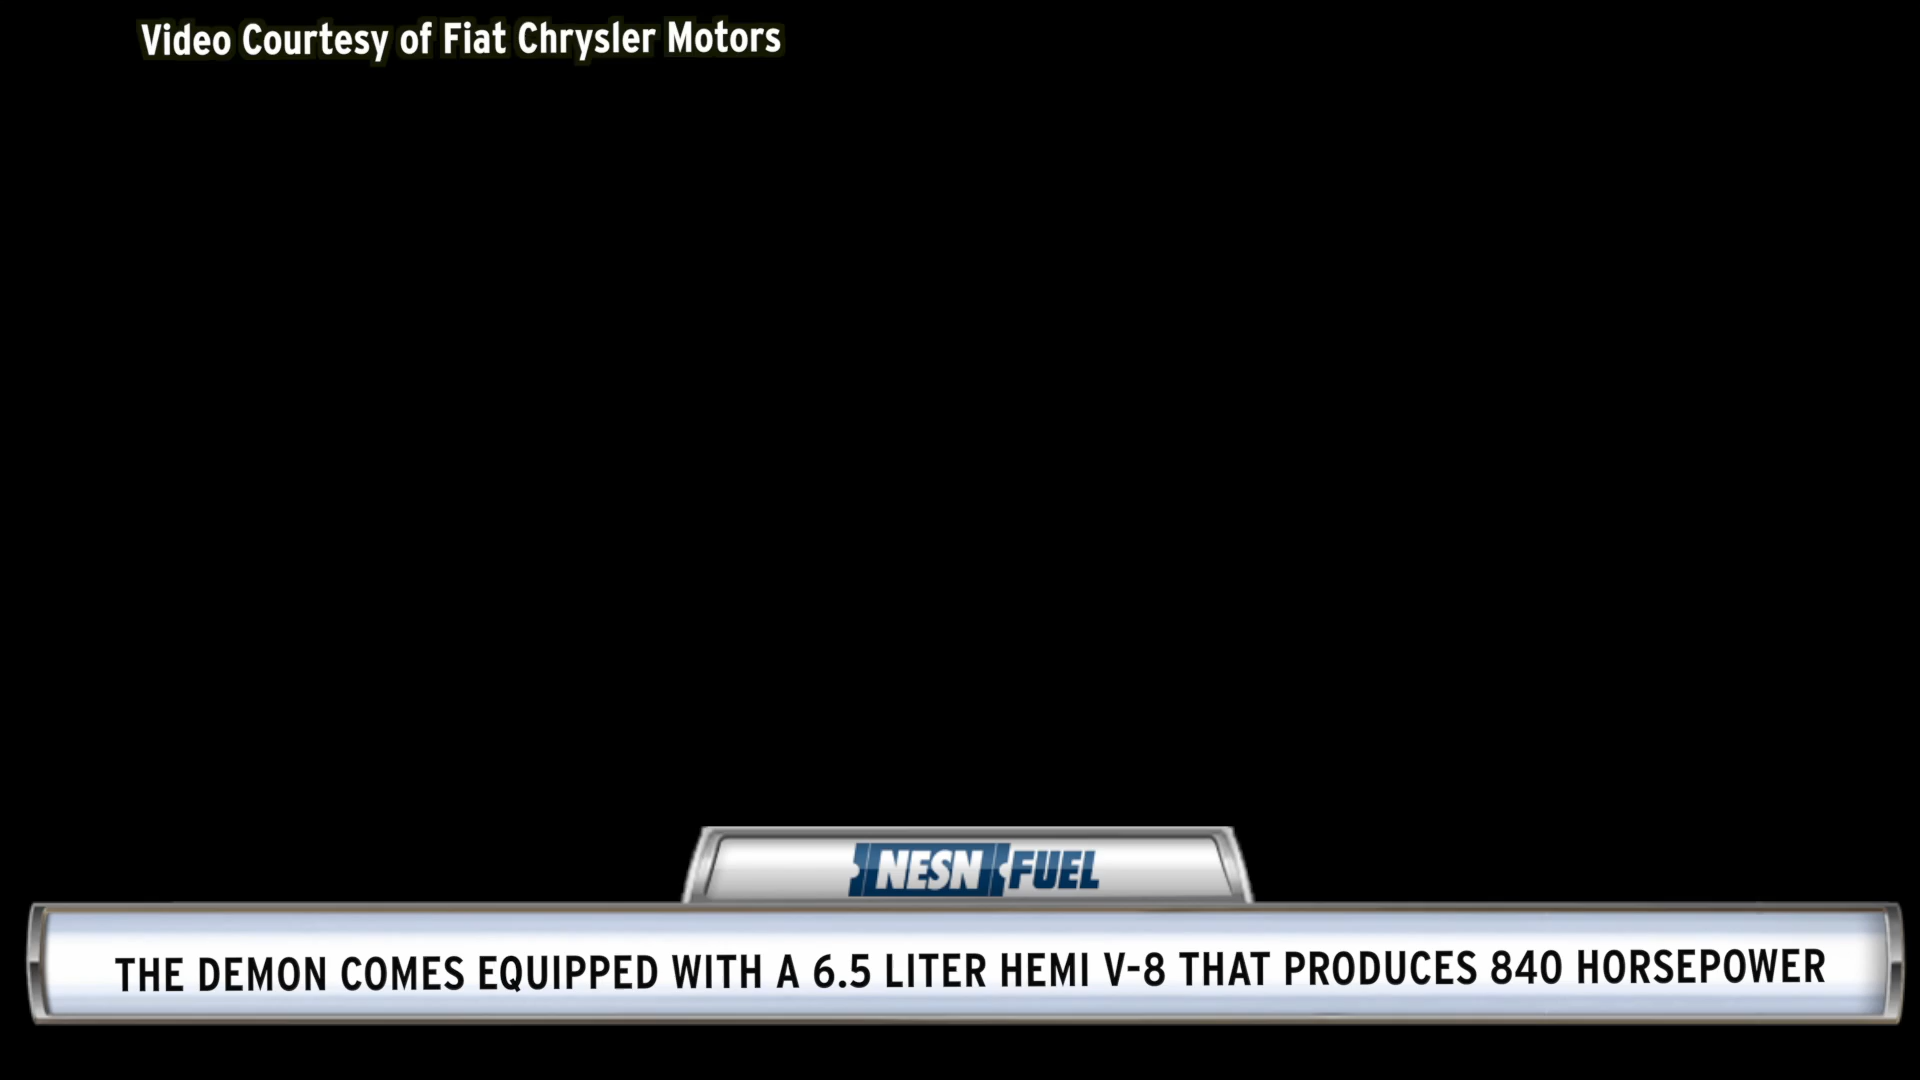 Video Courtesy of Fiat Chrysler Motors
NESN FUEL
THE DEMON COMES EQUIPPED WITH A 6.5 LITER HEMI V-8 THAT PRODUCES 840 HORSEPOWER